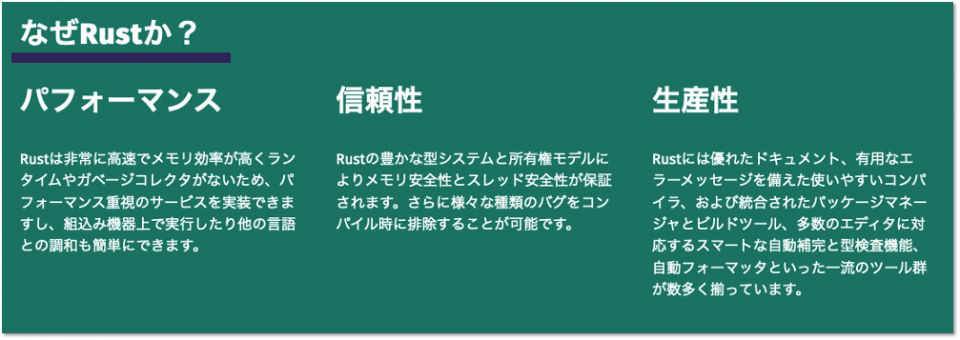 なぜRustか？
パフォーマンス
Rustは非常に高速でメモリ効率が高くラン
タイムやガベージコレクタがないため、パ
フォーマンス重視のサービスを実装できま
すし、組込み機器上で実行したり他の言語
との調和も簡単にできます。
信頼性
Rustの豊かな型システムと所有権モデルに
よりメモリ安全性とスレッド安全性が保証
されます。さらに様々な種類のバグをコン
パイル時に排除することが可能です。
生産性
Rustには優れたドキュメント、有用なエ
ラーメッセージを備えた使いやすいコンパ
イラ、および統合されたパッケージマネー
ジャとビルドツール、多数のエディタに対
応するスマートな自動補完と型検査機能、
自動フォーマッタといった一流のツール群
が数多く揃っています。